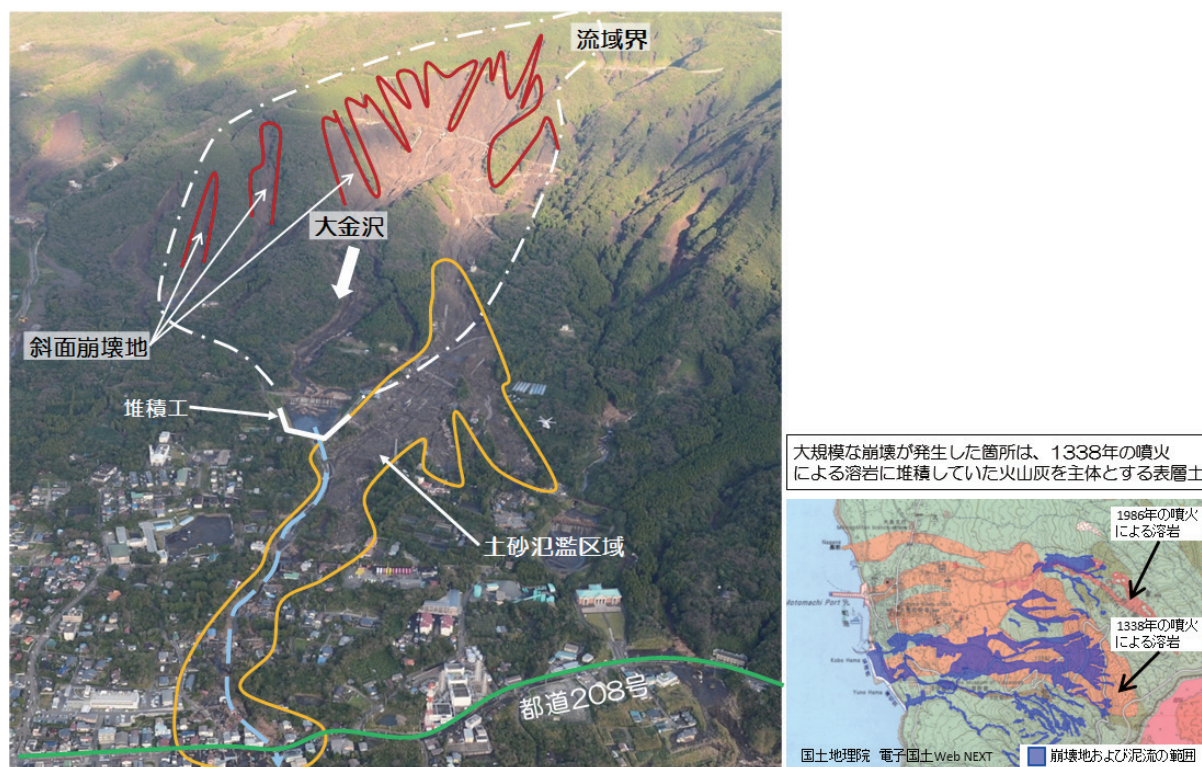 流域界
大金沢
斜面崩壊地
堆積工
土砂氾濫区域
都道208号
大規模な崩壊が発生した箇所は、1338年の噴火
による溶岩に堆積していた火山灰を主体とする表層土
1986年の噴火
による溶岩
1338年の噴火
による溶岩
Motomachi Port
Kobo Hama
Yuno Hama
国土地理院 電子国土Web NEXT
崩壊地および泥流の範囲